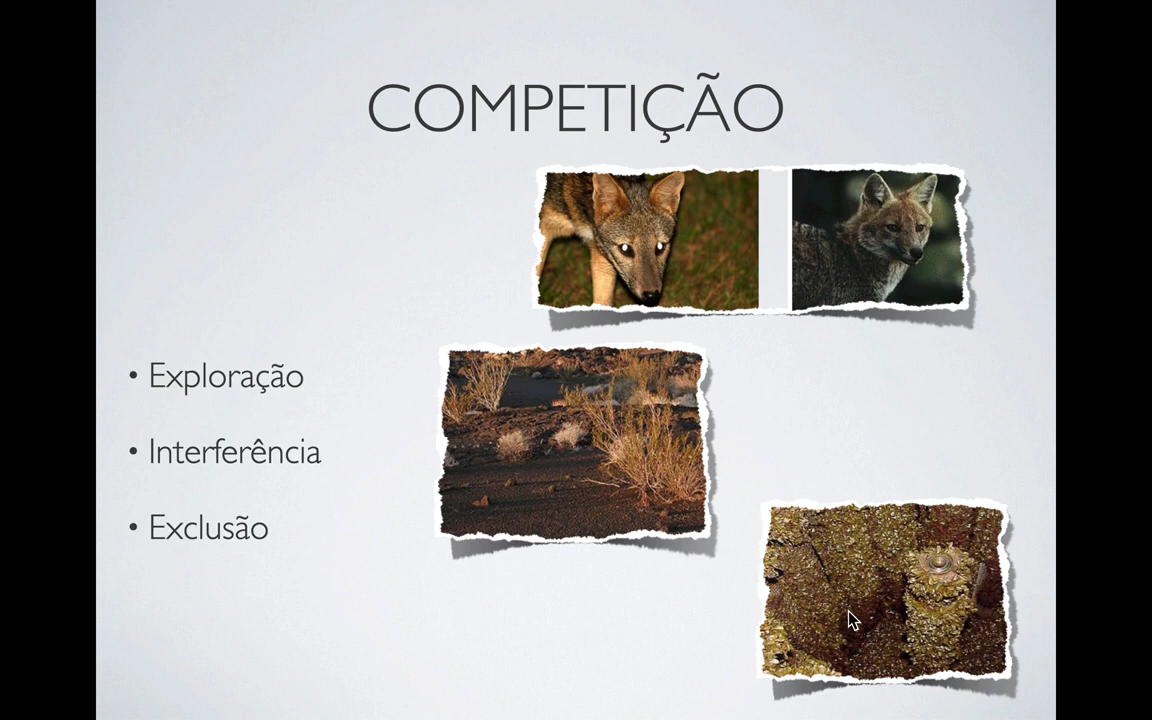 COMPETIÇÃO
• Exploração
• Interferência
• Exclusão